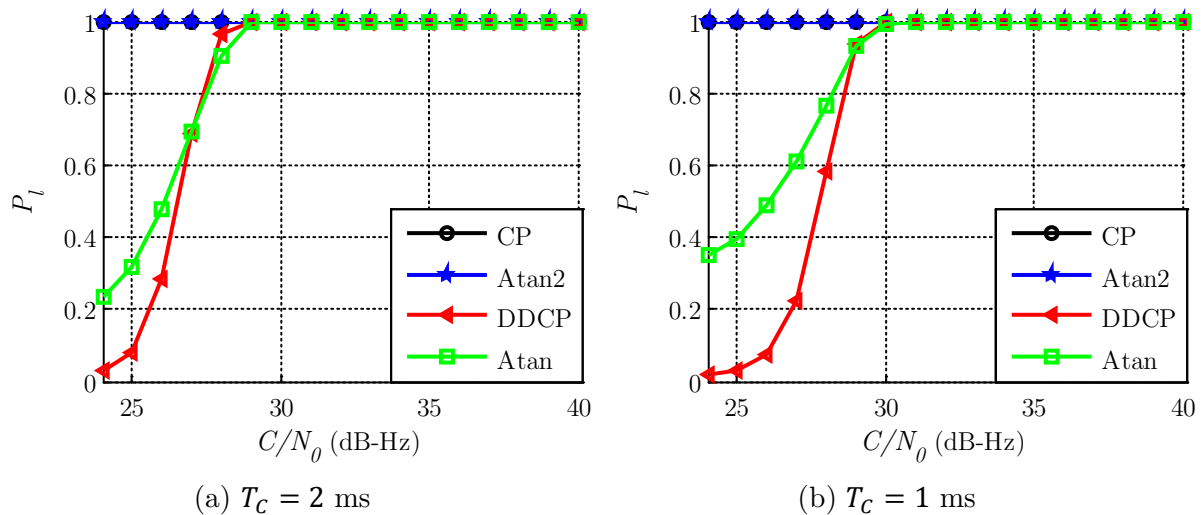 1
0.8
0.6
0.4
0.2
0
P_l
25 30 35 40
C/N_0 (dB-Hz)
CP
Atan2
DDCP
Atan
(a) T_C = 2 ms
1
0.8
0.6
0.4
0.2
0
P_l
25 30 35 40
C/N_0 (dB-Hz)
CP
Atan2
DDCP
Atan
(b) T_C = 1 ms